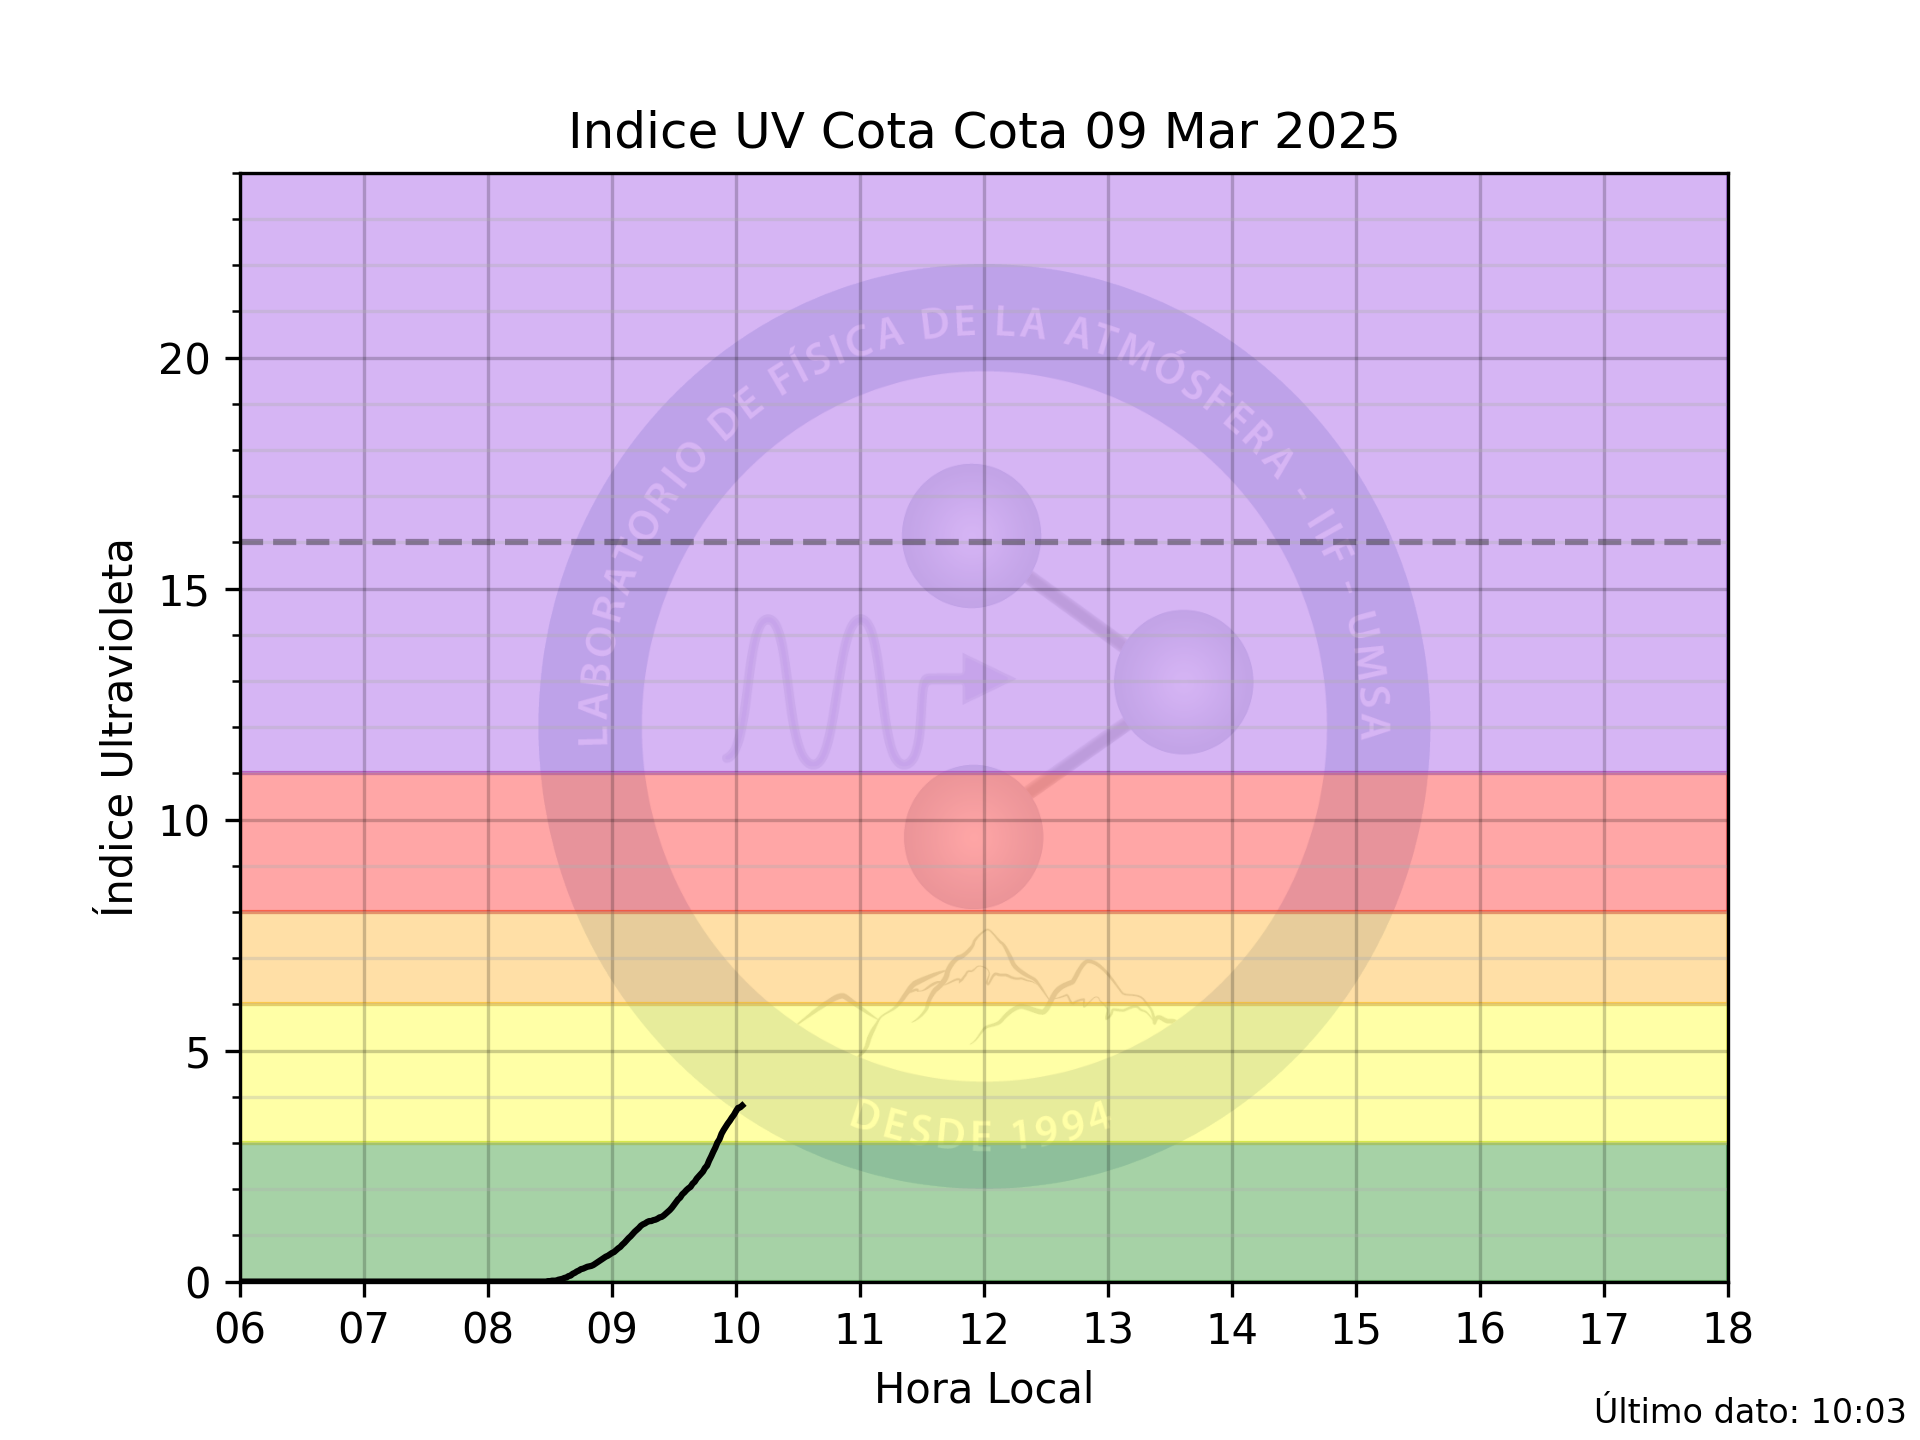 Indice UV Cota Cota 09 Mar 2025
Índice Ultravioleta
20
15
10
5
0
LABORATORIO DE FÍSICA DE LA ATMÓSFERA - IIF - UMSA
DESDE 1994
06 07 08 09 10 11 12 13 14 15 16 17 18
Hora Local
Último dato: 10:03